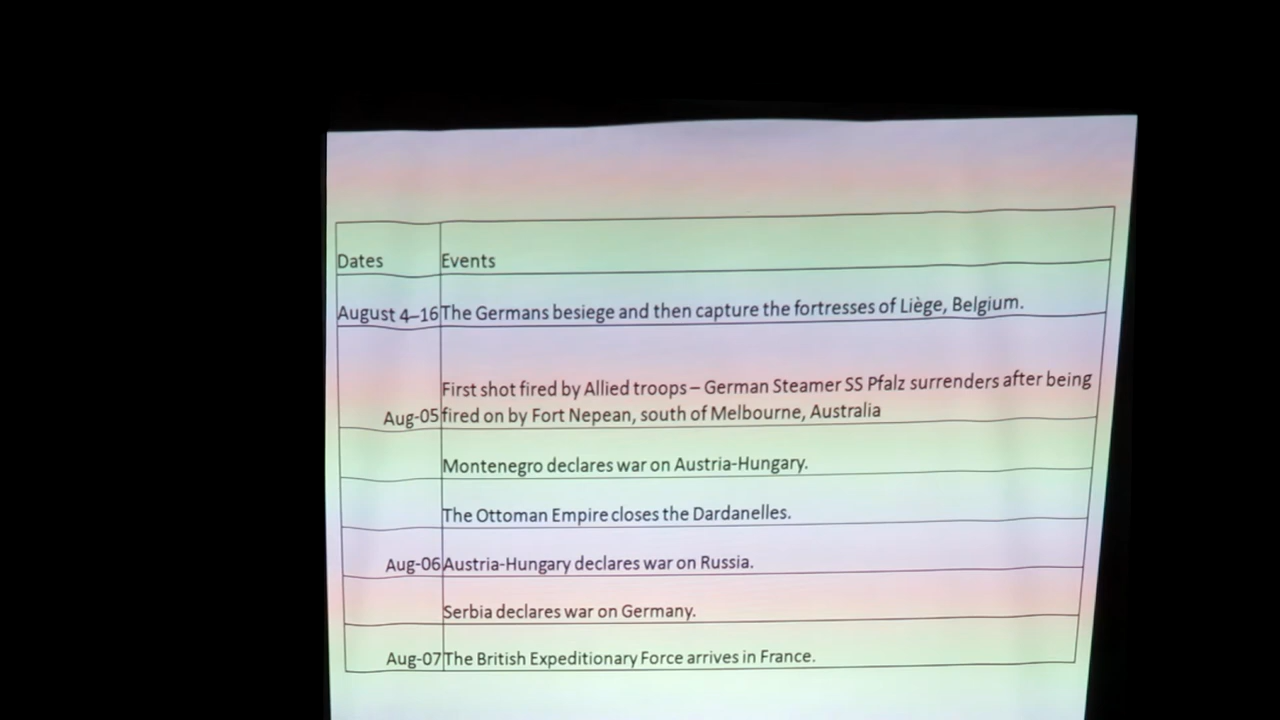 Dates Events
August 4–16 The Germans besiege and then capture the fortresses of Liège, Belgium.
First shot fired by Allied troops – German Steamer SS Pfalz surrenders after being
Aug-05 fired on by Fort Nepean, south of Melbourne, Australia
Montenegro declares war on Austria-Hungary.
The Ottoman Empire closes the Dardanelles.
Aug-06 Austria-Hungary declares war on Russia.
Serbia declares war on Germany.
Aug-07 The British Expeditionary Force arrives in France.